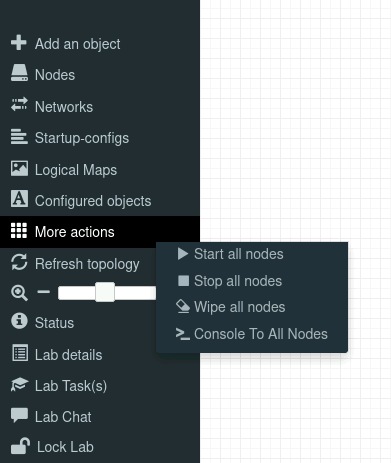 Add an object
Nodes
Networks
Startup-configs
Logical Maps
Configured objects
More actions
Start all nodes
Stop all nodes
Wipe all nodes
Console To All Nodes
Refresh topology
Status
Lab details
Lab Task(s)
Lab Chat
Lock Lab